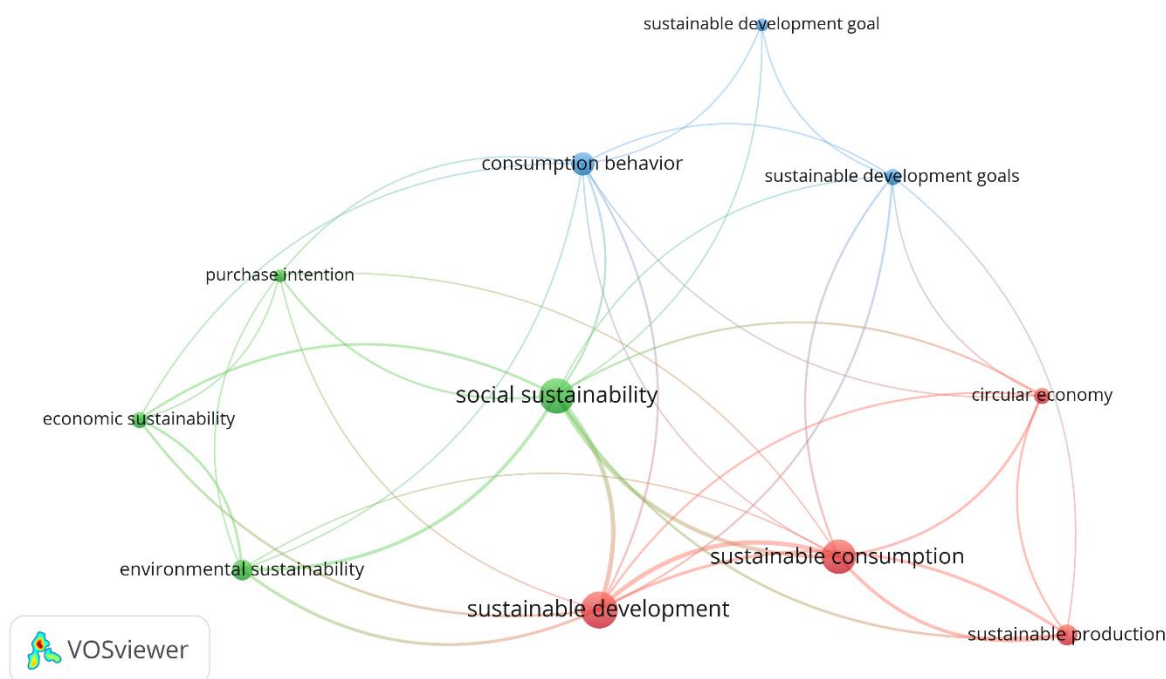 sustainable development goal
consumption behavior
sustainable development goals
purchase intention
social sustainability
circular economy
economic sustainability
sustainable consumption
environmental sustainability
sustainable development
sustainable production
VOSviewer